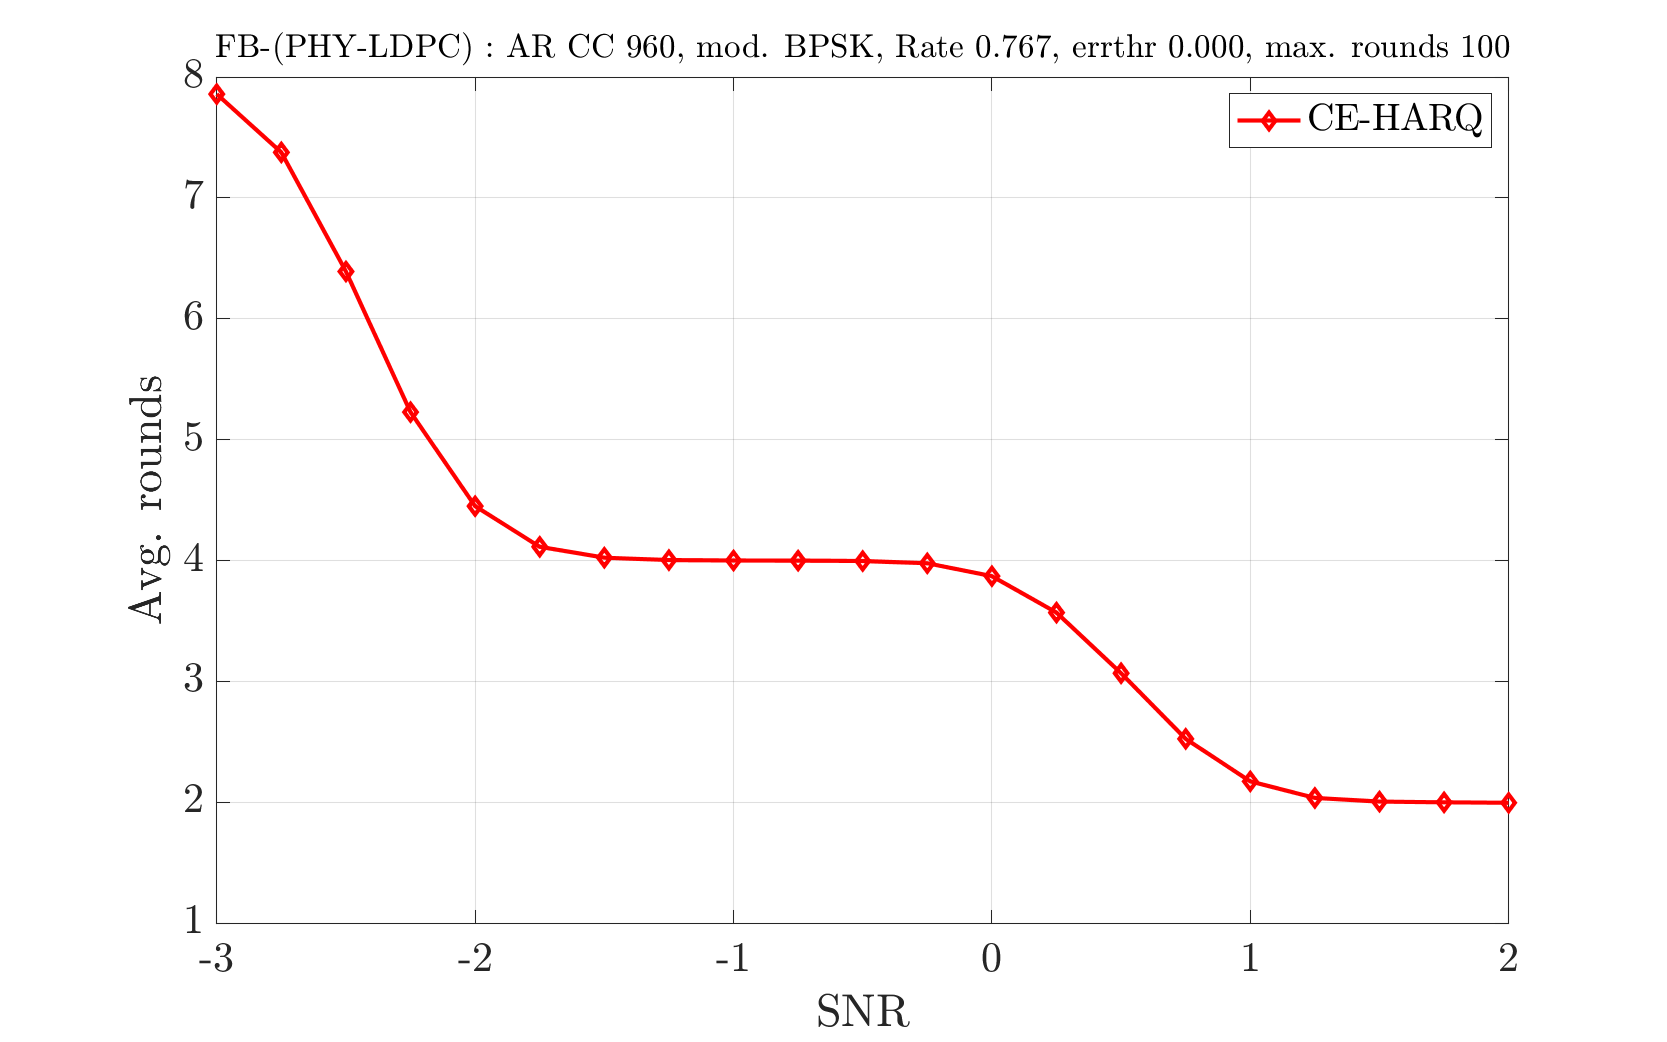 FB-(PHY-LDPC) : AR CC 960, mod. BPSK, Rate 0.767, errthr 0.000, max. rounds 100
CE-HARQ
8
7
6
5
4
3
2
1
Avg. rounds
-3 -2 -1 0 1 2
SNR